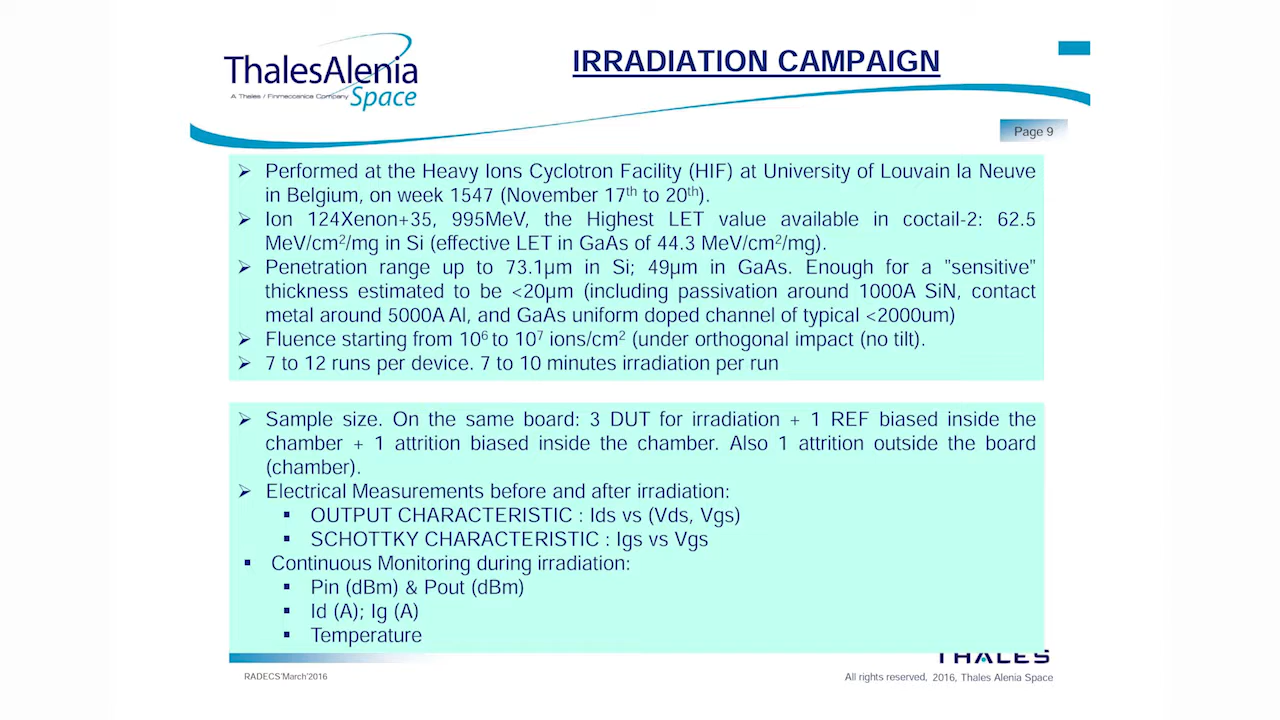 ThalesAlenia
A Thales / Finmeccanica Company
Space
IRRADIATION CAMPAIGN
Page 9
➢ Performed at the Heavy Ions Cyclotron Facility (HIF) at University of Louvain la Neuve
in Belgium, on week 1547 (November 17th to 20th).
➢ Ion 124Xenon+35, 995MeV, the Highest LET value available in coctail-2: 62.5
MeV/cm2/mg in Si (effective LET in GaAs of 44.3 MeV/cm2/mg).
➢ Penetration range up to 73.1µm in Si; 49µm in GaAs. Enough for a "sensitive"
thickness estimated to be <20µm (including passivation around 1000A SiN, contact
metal around 5000A Al, and GaAs uniform doped channel of typical <2000um)
➢ Fluence starting from 10⁶ to 10⁷ ions/cm2 (under orthogonal impact (no tilt).
➢ 7 to 12 runs per device. 7 to 10 minutes irradiation per run
➢ Sample size. On the same board: 3 DUT for irradiation + 1 REF biased inside the
chamber + 1 attrition biased inside the chamber. Also 1 attrition outside the board
(chamber).
➢ Electrical Measurements before and after irradiation:
▪ OUTPUT CHARACTERISTIC : Ids vs (Vds, Vgs)
▪ SCHOTTKY CHARACTERISTIC : Igs vs Vgs
▪ Continuous Monitoring during irradiation:
▪ Pin (dBm) & Pout (dBm)
▪ Id (A); Ig (A)
▪ Temperature
THALES
RADECS'March'2016
All rights reserved, 2016, Thales Alenia Space